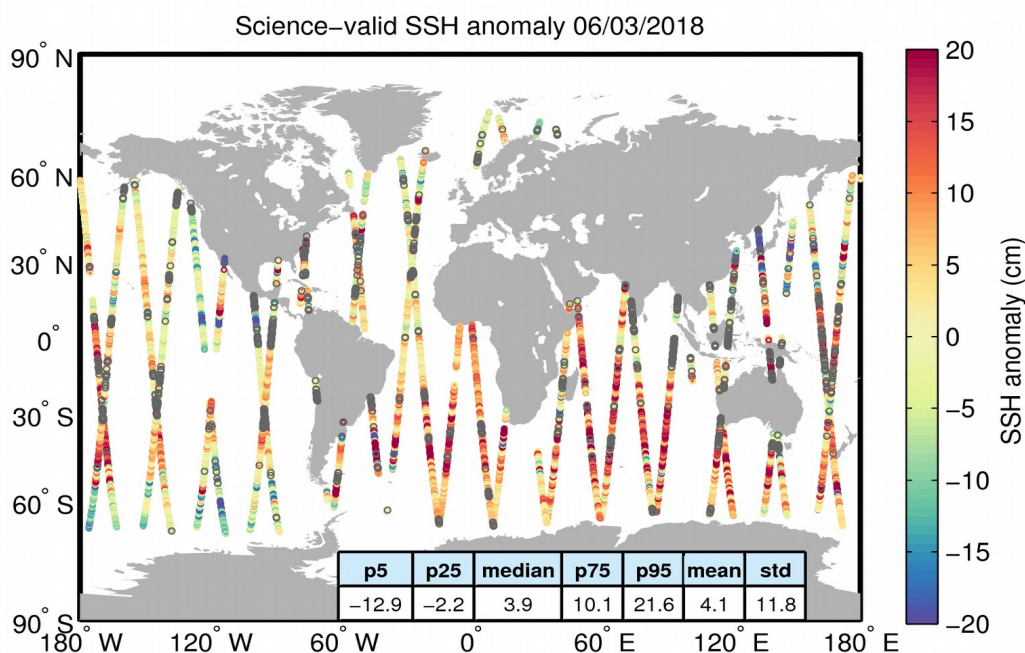 Science−valid SSH anomaly 06/03/2018
90° N
60° N
30° N
0°
30° S
60° S
90° S
180° W
120° W
60° W
0°
60° E
120° E
180° E
p5 p25 median p75 p95 mean std
−12.9 −2.2 3.9 10.1 21.6 4.1 11.8
20
15
10
5
0
−5
−10
−15
−20
SSH anomaly (cm)